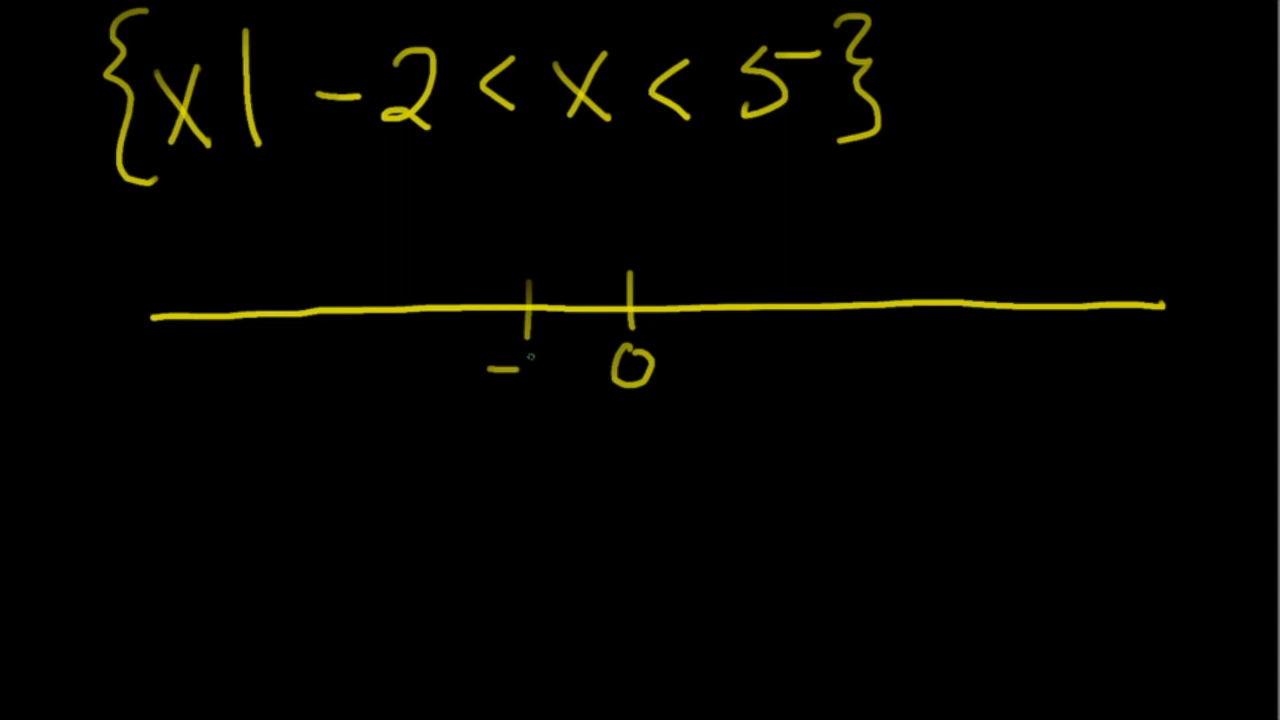 {x| -2 < x < 5}
- 0